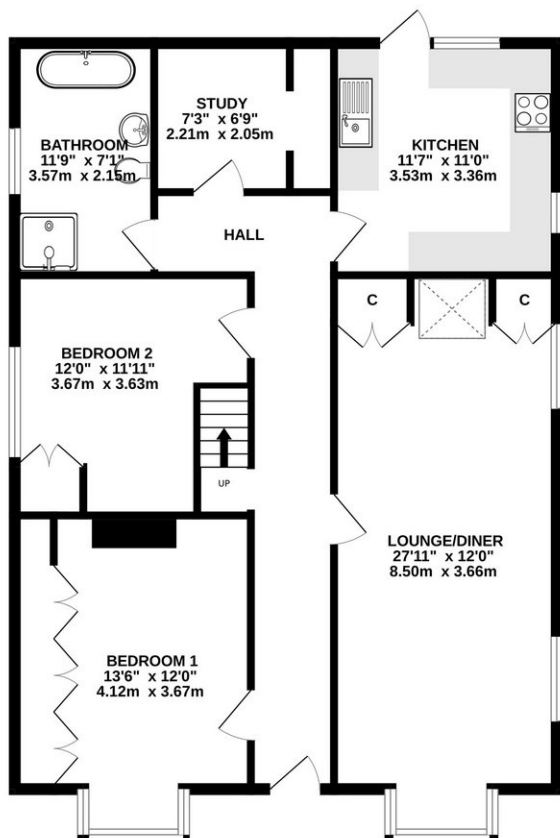 STUDY
7'3" x 6'9"
2.21m x 2.05m
BATHROOM
11'9" x 7'1"
3.57m x 2.15m
KITCHEN
11'7" x 11'0"
3.53m x 3.36m
HALL
C
C
BEDROOM 2
12'0" x 11'11"
3.67m x 3.63m
UP
LOUNGE/DINER
27'11" x 12'0"
8.50m x 3.66m
BEDROOM 1
13'6" x 12'0"
4.12m x 3.67m